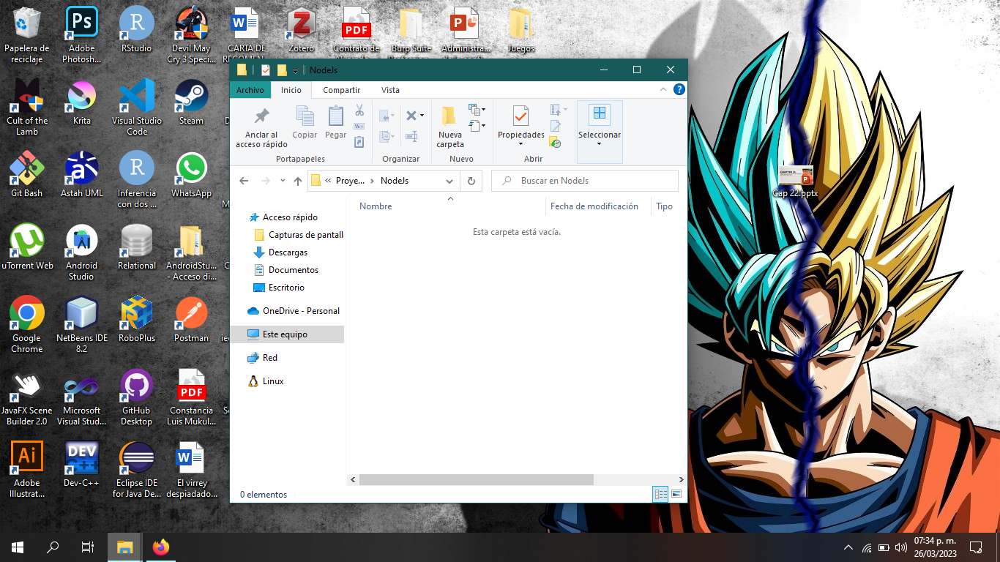 Papelera de
reciclaje
Adobe
Photosh...
RStudio
Devil May
Cry 3 Speci...
CARTA DE
Zotero
PDF
Contrato de
Burp Suite
Administra...
Juegos
Cult of the
Lamb
Krita
Visual Studio
Code
Steam
Git Bash
Astah UML
Inferencia
con dos ...
WhatsApp
uTorrent Web
Android
Studio
Relational
AndroidStu...
- Acceso di...
Google
Chrome
NetBeans IDE
8.2
RoboPlus
Postman
JavaFX Scene
Builder 2.0
Microsoft
Visual Stud...
GitHub
Desktop
PDF
Constancia
Luis Mukul...
Adobe
Illustrat...
DEV
C++
Dev-C++
Eclipse IDE
for Java De...
El virrey
despiadado...
NodeJs
Archivo
Inicio
Compartir
Vista
Anclar al
acceso rápido
Copiar
Pegar
Portapapeles
Organizar
Nueva
carpeta
Nuevo
Propiedades
Abrir
Seleccionar
« Proye... > NodeJs
Buscar en NodeJs
Nombre
Fecha de modificación
Tipo
Esta carpeta está vacía.
Acceso rápido
Capturas de pantall
Descargas
Documentos
Escritorio
OneDrive - Personal
Este equipo
Red
Linux
0 elementos
Cap 22.pptx
07:34 p. m.
26/03/2023